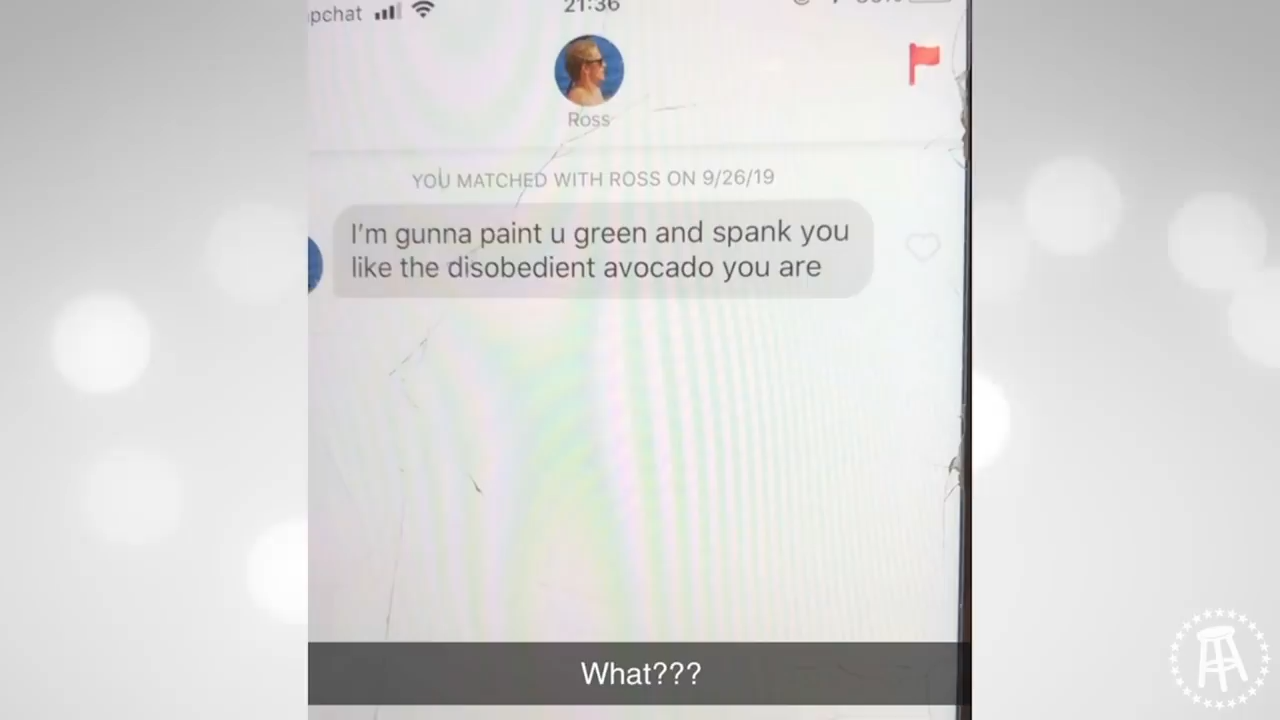 pchat
21:36
Ross
YOU MATCHED WITH ROSS ON 9/26/19
I'm gunna paint u green and spank you
like the disobedient avocado you are
What???